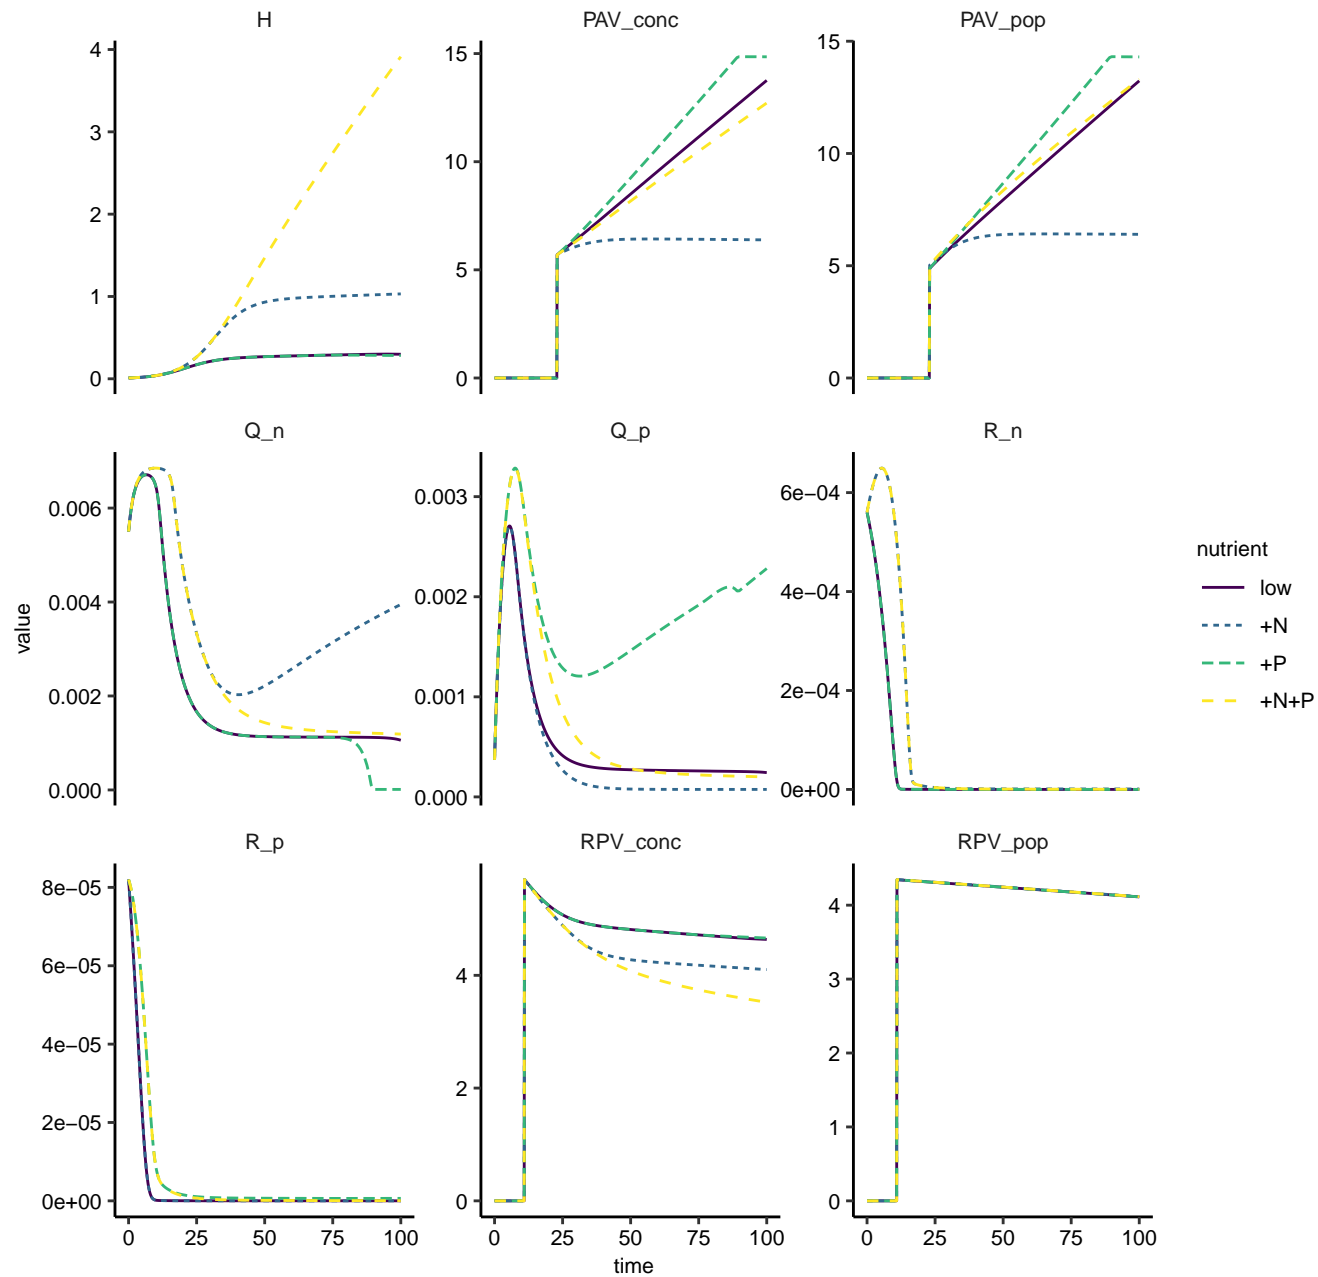 H
PAV_conc
PAV_pop
4
3
2
1
0
15
10
5
0
15
10
5
0
Q_n
Q_p
R_n
0.006
0.004
0.002
0.000
0.003
0.002
0.001
0.000
6e−04
4e−04
2e−04
0e+00
R_p
RPV_conc
RPV_pop
8e−05
6e−05
4e−05
2e−05
0e+00
4
2
0
4
3
2
1
0
0 25 50 75 100
0 25 50 75 100
0 25 50 75 100
time
value
nutrient
low
+N
+P
+N+P